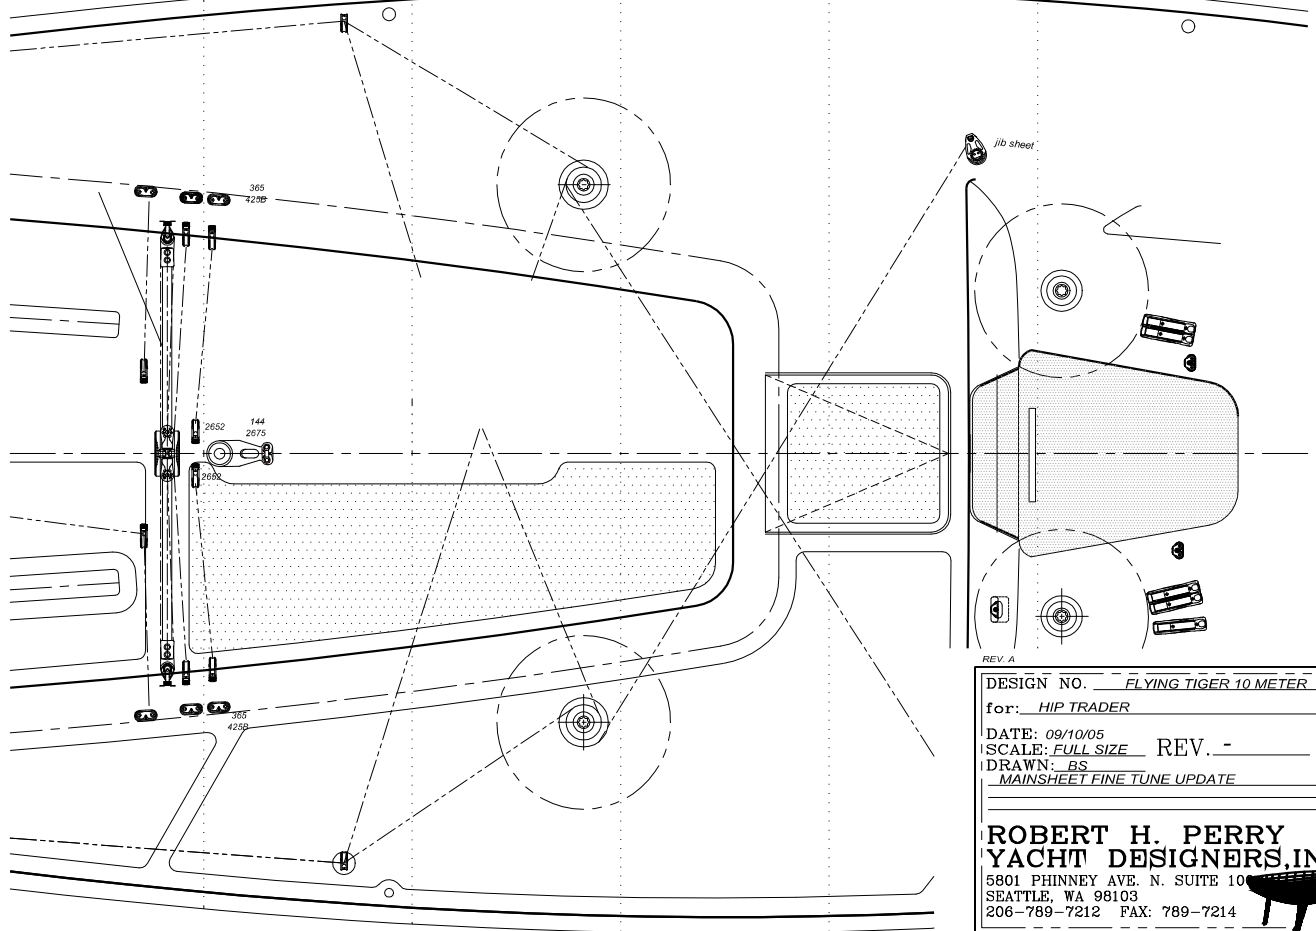 jib sheet
365
425B
2652
144
2675
2652
365
425B
REV. A
DESIGN NO. FLYING TIGER 10 METER
for: HIP TRADER
DATE: 09/10/05
SCALE: FULL SIZE REV. -
DRAWN: BS
MAINSHEET FINE TUNE UPDATE
ROBERT H. PERRY
YACHT DESIGNERS,IN
5801 PHINNEY AVE. N. SUITE
SEATTLE, WA 98103
206-789-7212 FAX: 789-7214